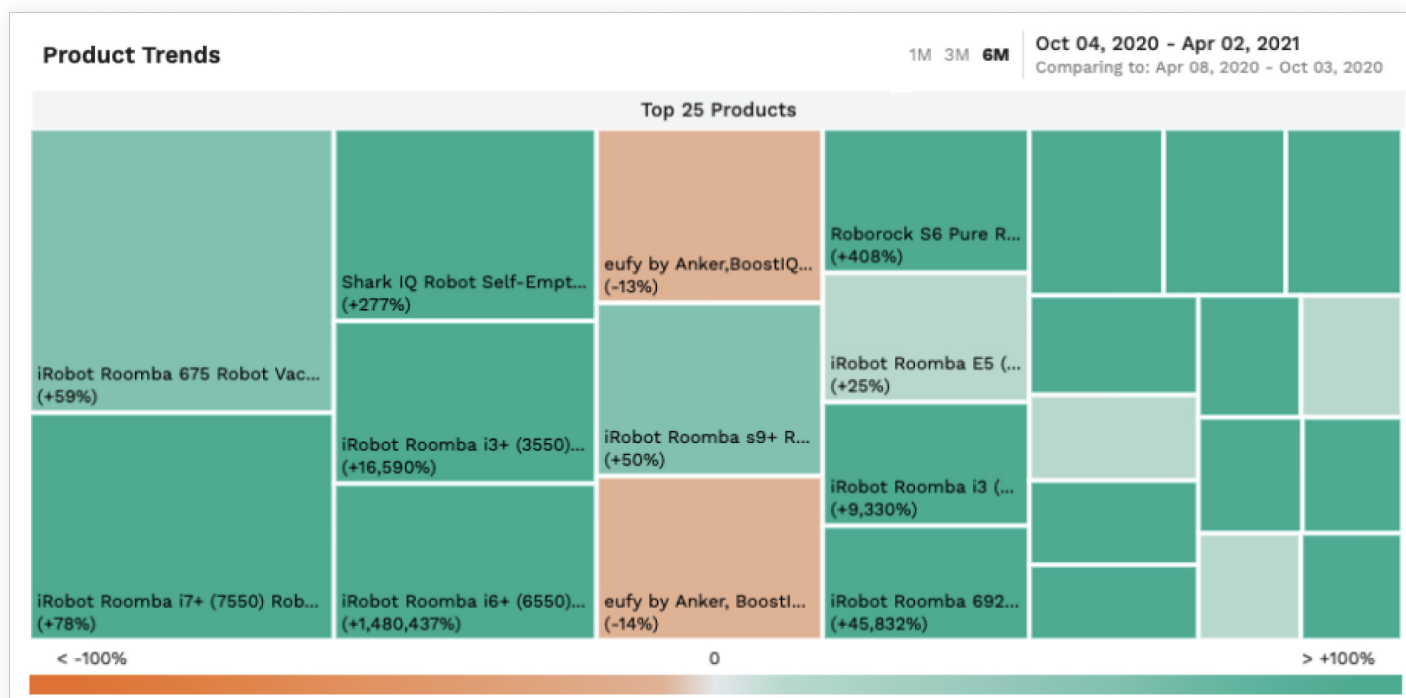 Product Trends
1M 3M 6M
Oct 04, 2020 - Apr 02, 2021
Comparing to: Apr 08, 2020 - Oct 03, 2020
Top 25 Products
iRobot Roomba 675 Robot Vac...
(+59%)
iRobot Roomba i7+ (7550) Rob...
(+78%)
Shark IQ Robot Self-Empt...
(+277%)
iRobot Roomba i3+ (3550)...
(+16,590%)
iRobot Roomba i6+ (6550)...
(+1,480,437%)
eufy by Anker,BoostIQ...
(-13%)
iRobot Roomba s9+ R...
(+50%)
eufy by Anker, BoostI...
(-14%)
Roborock S6 Pure R...
(+408%)
iRobot Roomba E5 (...
(+25%)
iRobot Roomba i3 (...
(+9,330%)
iRobot Roomba 692...
(+45,832%)
< -100%
0
> +100%